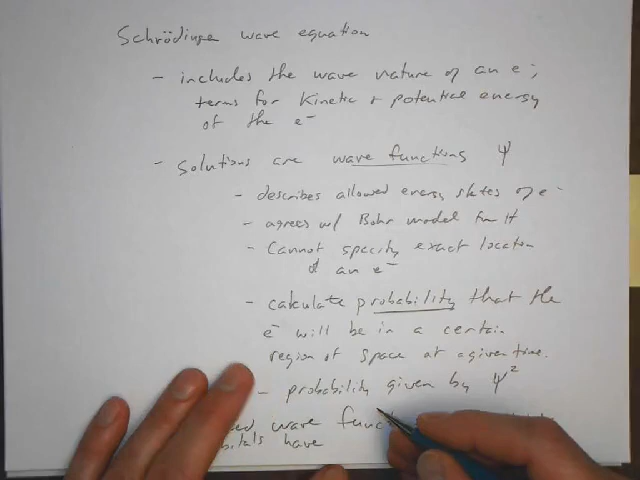 Schrödinger wave equation
- includes the wave nature of an e⁻;
terms for kinetic + potential energy
of the e⁻
- Solutions are wave functions Ψ
- describes allowed energy states of e⁻
- agrees w/ Bohr model for H
- Cannot specify exact location
of an e⁻
- calculate probability that the
e⁻ will be in a certain
region of space at a given time.
- probability given by Ψ²
wave func
have